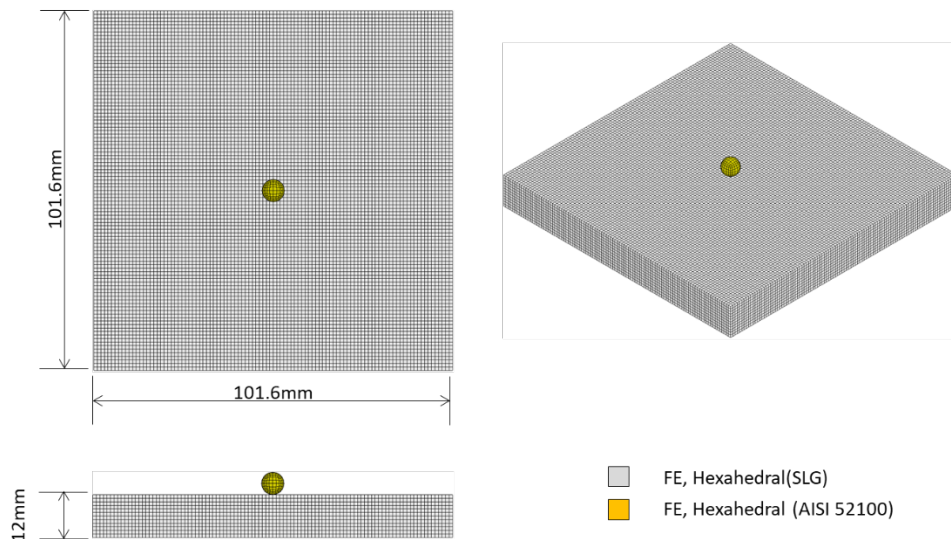 101.6mm
101.6mm
12mm
FE, Hexahedral(SLG)
FE, Hexahedral (AISI 52100)